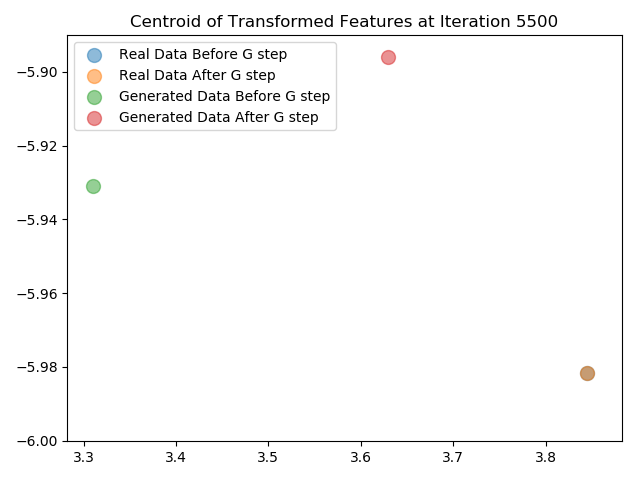 Centroid of Transformed Features at Iteration 5500
Real Data Before G step
Real Data After G step
Generated Data Before G step
Generated Data After G step
−5.90
−5.92
−5.94
−5.96
−5.98
−6.00
3.3 3.4 3.5 3.6 3.7 3.8